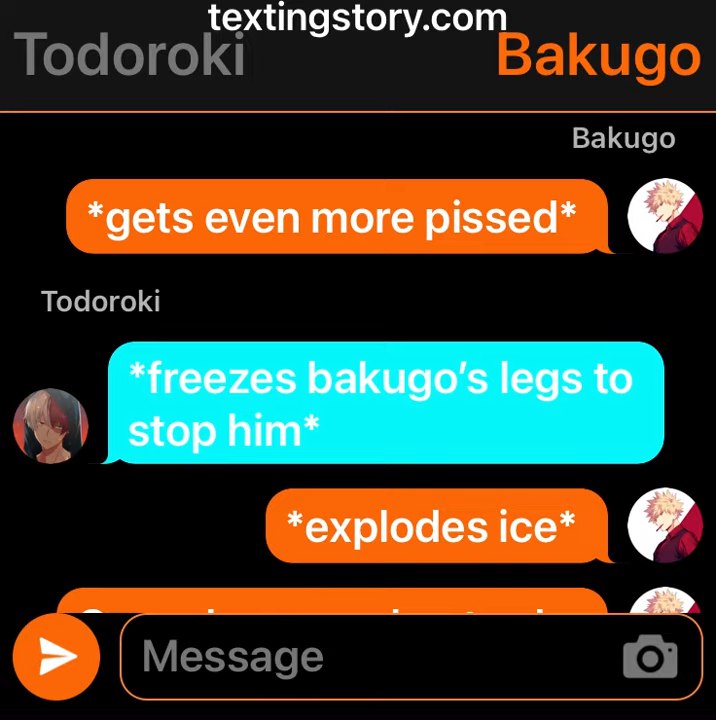 textingstory.com
Todoroki Bakugo
Bakugo
*gets even more pissed*
Todoroki
*freezes bakugo’s legs to
stop him*
*explodes ice*
Message